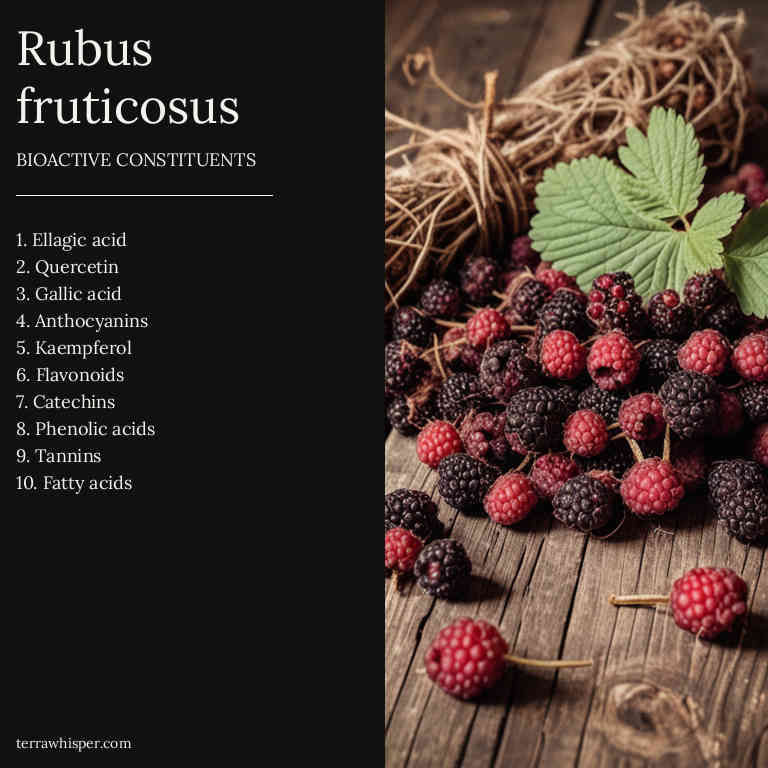 Rubus
fruticosus
BIOACTIVE CONSTITUENTS
1. Ellagic acid
2. Quercetin
3. Gallic acid
4. Anthocyanins
5. Kaempferol
6. Flavonoids
7. Catechins
8. Phenolic acids
9. Tannins
10. Fatty acids
terrawhisper.com